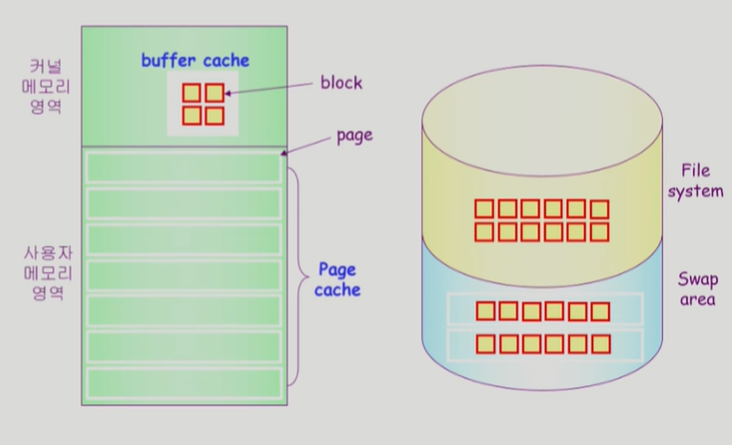 커널
메모리
영역
buffer cache
block
page
사용자
메모리
영역
Page
cache
File
system
Swap
area